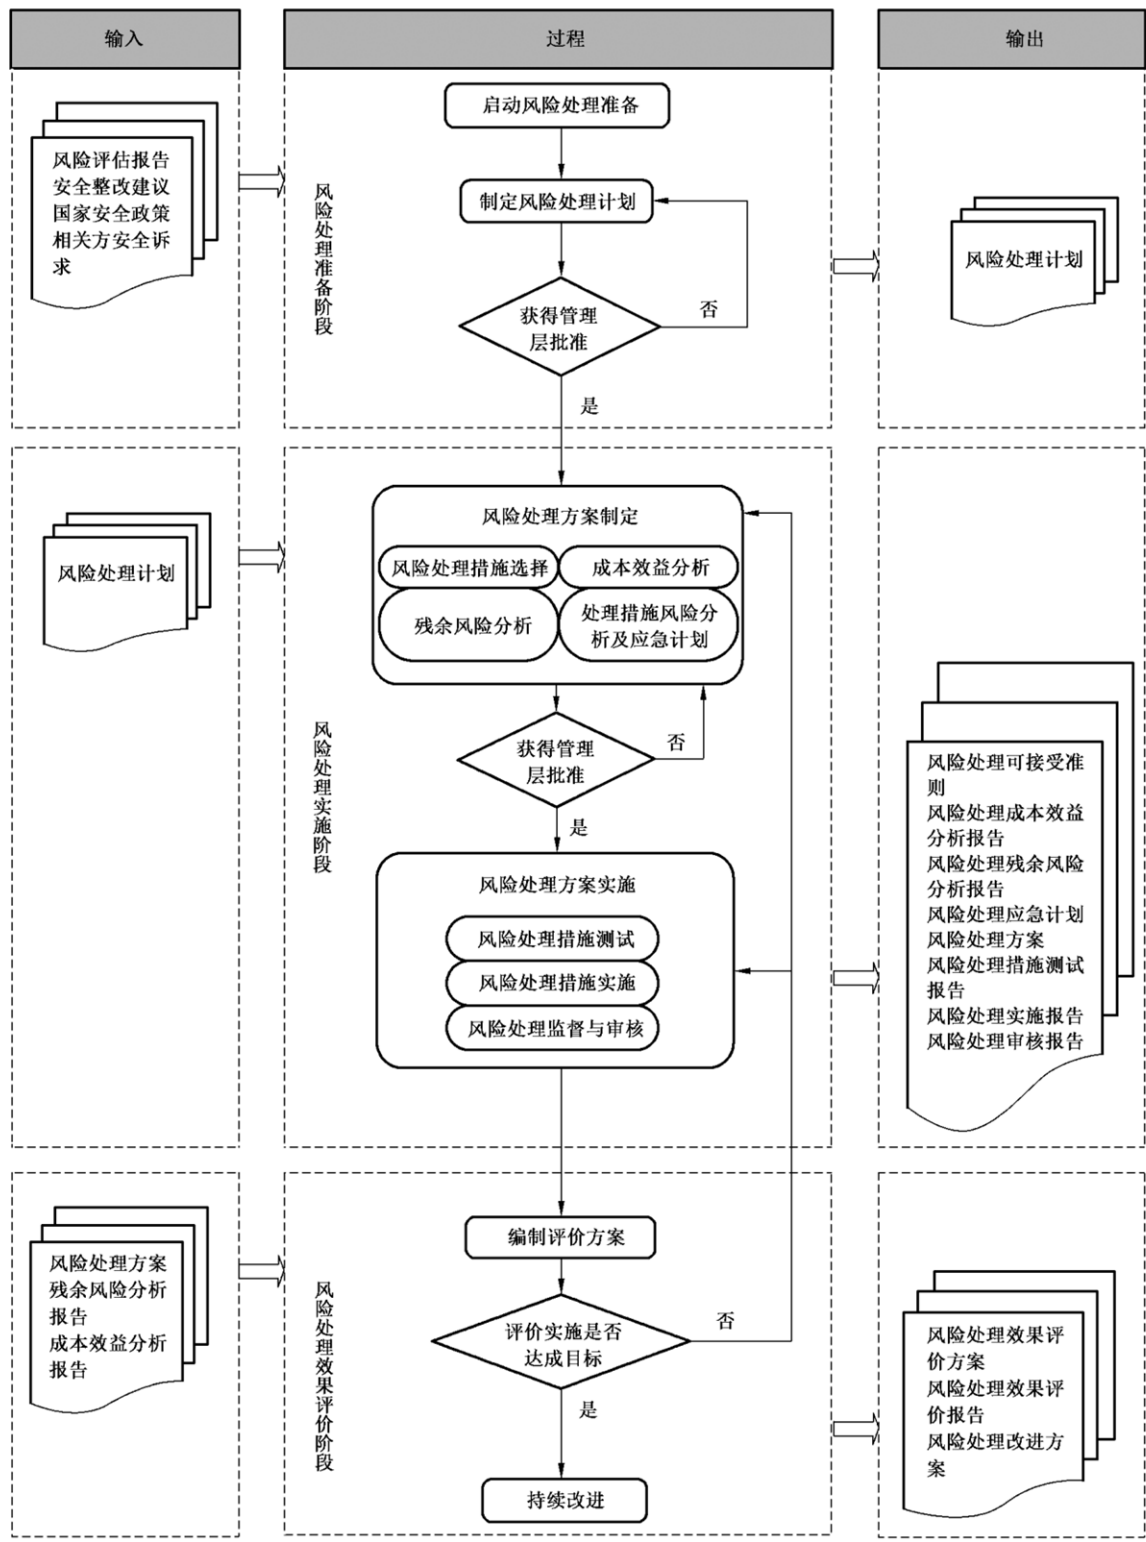 输入
过程
输出
启动风险处理准备
风险评估报告
安全整改建议
国家安全政策
相关方安全诉
求
风险处理准备阶段
制定风险处理计划
获得管理
层批准
否
是
风险处理计划
风险处理计划
风险处理实施阶段
风险处理方案制定
风险处理措施选择
成本效益分析
残余风险分析
处理措施风险分
析及应急计划
获得管理
层批准
否
是
风险处理方案实施
风险处理措施测试
风险处理措施实施
风险处理监督与审核
风险处理可接受准
则
风险处理成本效益
分析报告
风险处理残余风险
分析报告
风险处理应急计划
风险处理方案
风险处理措施测试
报告
风险处理实施报告
风险处理审核报告
风险处理方案
残余风险分析
报告
成本效益分析
报告
风险处理效果评价阶段
编制评价方案
评价实施是否
达成目标
否
是
持续改进
风险处理效果评
价方案
风险处理效果评
价报告
风险处理改进方
案